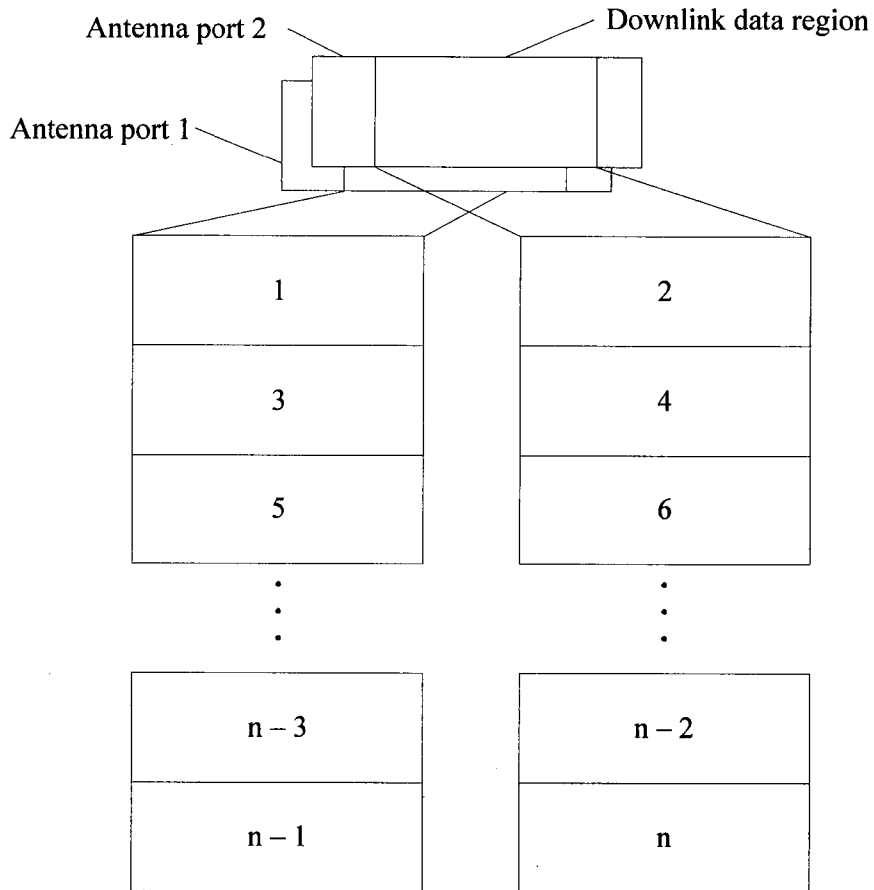 Antenna port 2
Downlink data region
Antenna port 1
1
2
3
4
5
6
n – 3
n – 2
n – 1
n